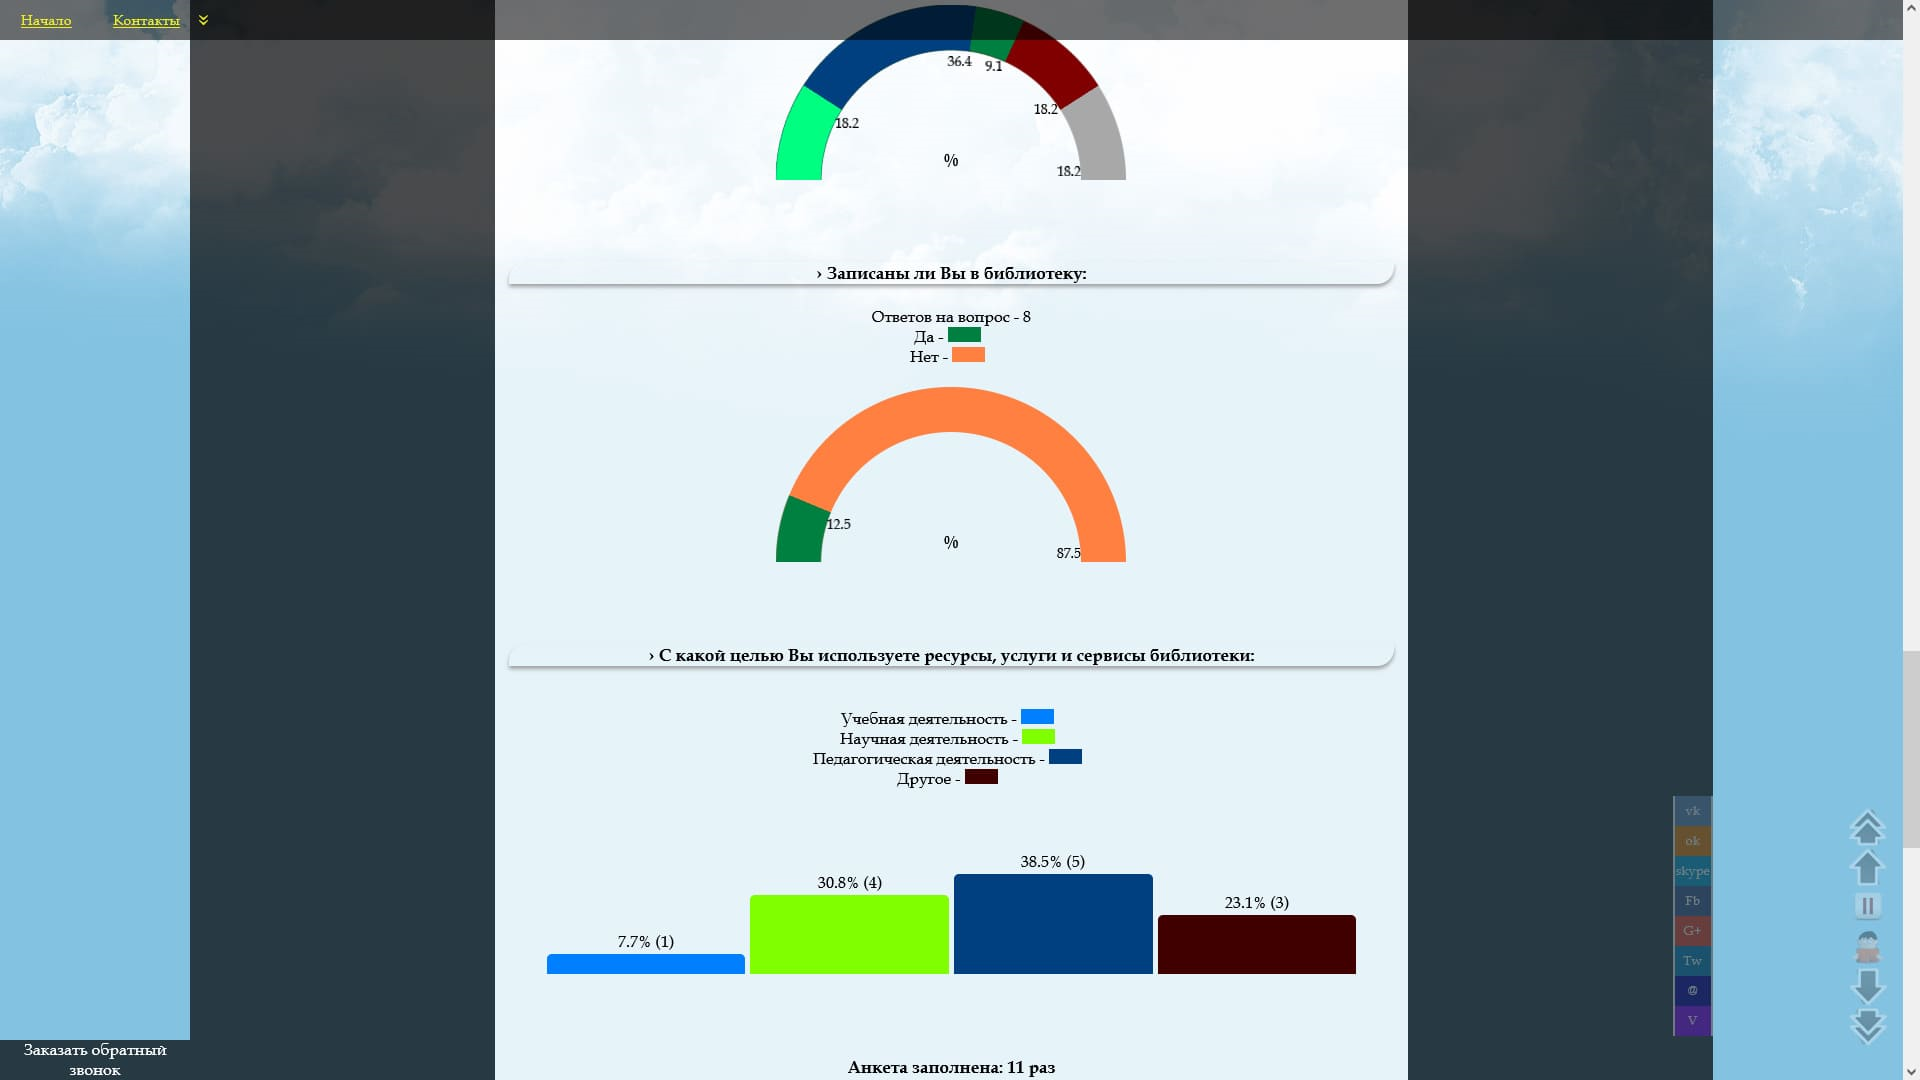 Начало
Контакты
36.4
9.1
18.2
18.2
%
18.2
› Записаны ли Вы в библиотеку:
Ответов на вопрос - 8
Да -
Нет -
12.5
%
87.5
› С какой целью Вы используете ресурсы, услуги и сервисы библиотеки:
Учебная деятельность -
Научная деятельность -
Педагогическая деятельность -
Другое -
38.5% (5)
30.8% (4)
23.1% (3)
7.7% (1)
vk
ok
skype
Fb
G+
Tw
@
V
Заказать обратный
звонок
Анкета заполнена: 11 раз